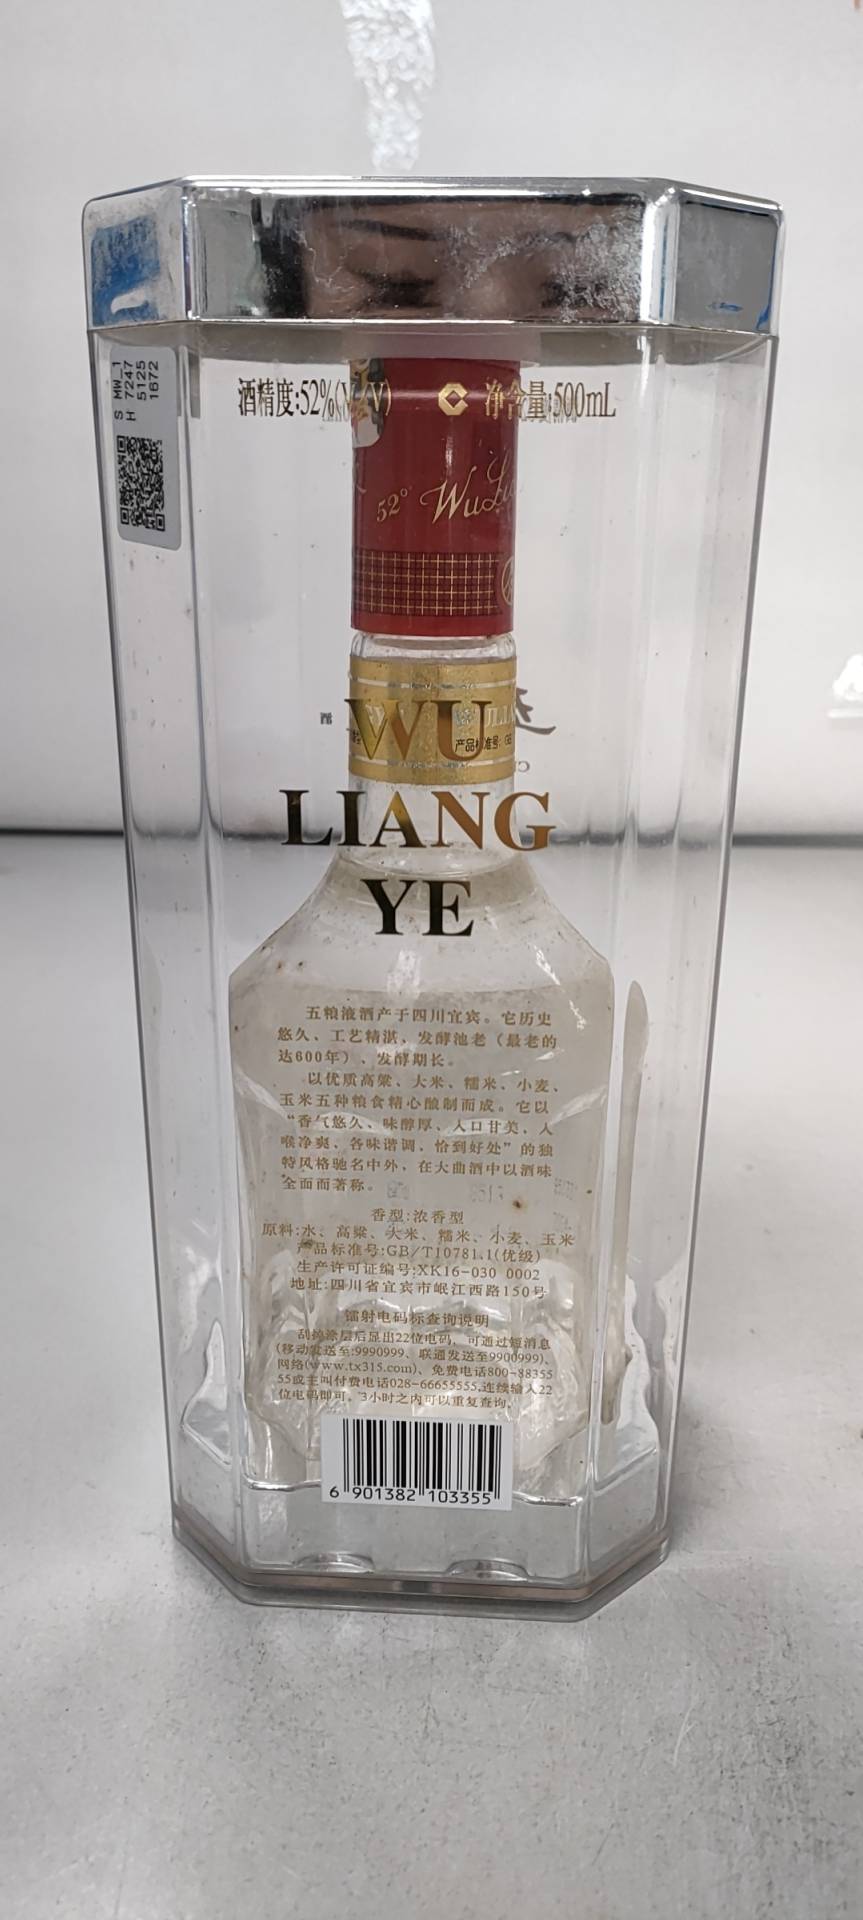 S MW_1
H 7247
5125
1672
酒精度:52%(V/V) 净含量:500mL
52° WuLi
WU
产品标准号: GB
LIANG
YE
五粮液酒产于四川宜宾。它历史
悠久、工艺精湛、发酵池老（最老的
达600年）、发酵期长。
以优质高粱、大米、糯米、小麦、
玉米五种粮食精心酿制而成。它以
“香气悠久、味醇厚、入口甘美、入
喉净爽、各味谐调、恰到好处”的独
特风格驰名中外，在大曲酒中以酒味
全面而著称。
香型:浓香型
原料:水、高粱、大米、糯米、小麦、玉米
产品标准号:GB/T10781.1(优级)
生产许可证编号:XK16-030 0002
地址:四川省宜宾市岷江西路150号
镭射电码标查询说明
刮掉涂层后显出22位电码，可通过短消息
(移动发送至:9990999、联通发送至9900999)、
网络(www.tx315.com)、免费电话800-88355
55或主叫付费电话028-66655555,连续输入22
位电码即可，3小时之内可以重复查询。
6 901382 103355